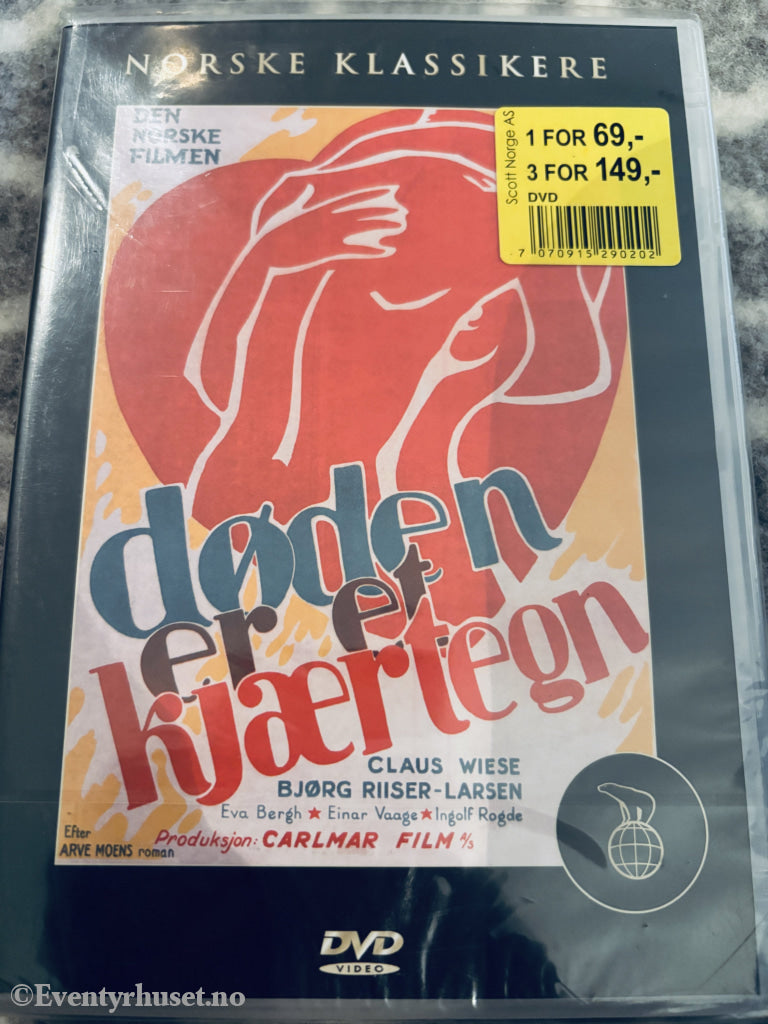 NORSKE KLASSIKERE
DEN
NORSKE
FILMEN
Scott Norge AS
1 FOR 69,-
3 FOR 149,-
DVD
7 070915 290202
døden
er et
kjærtegn
CLAUS WIESE
BJØRG RIISER-LARSEN
Eva Bergh ★ Einar Vaage ★ Ingolf Rogde
Efter
ARVE MOENS roman
Produksjon: CARLMAR FILM A/S
DVD
VIDEO
©Eventyrhuset.no